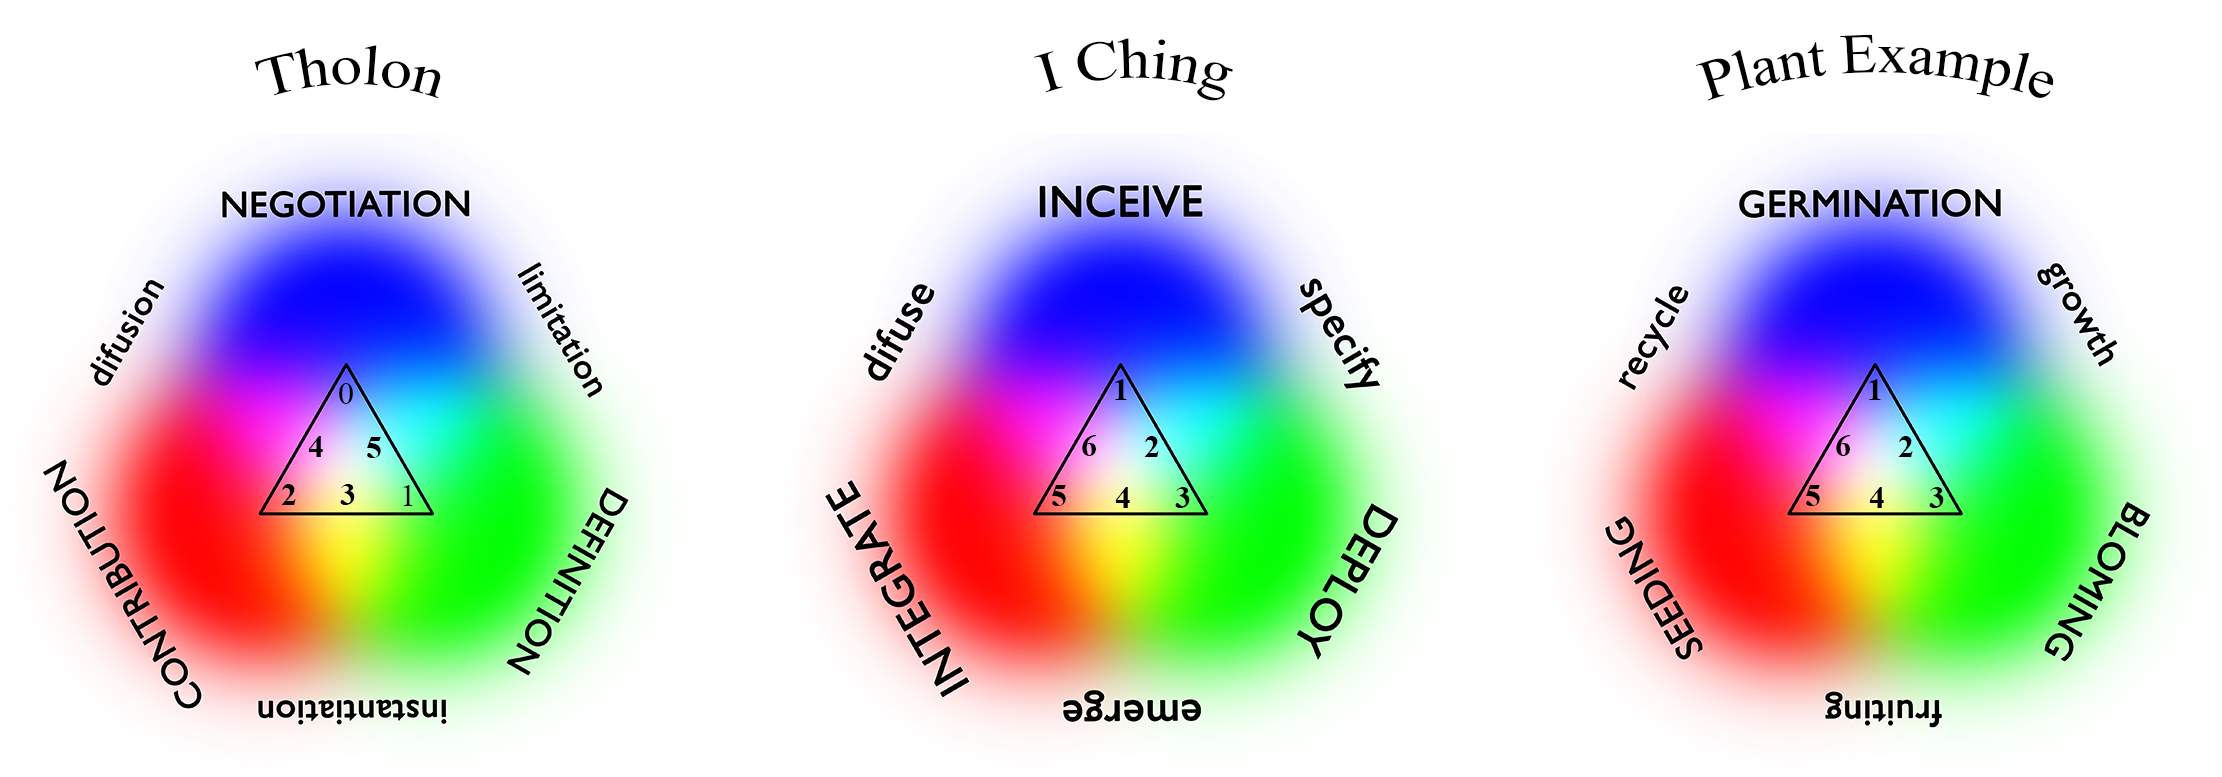 Tholon
NEGOTIATION
limitation
DEFINITION
instantiation
CONTRIBUTION
difusion
0
4 5
2 3 1
I Ching
INCEIVE
specify
DEPLOY
emerge
INTEGRATE
difuse
1
6 2
5 4 3
Plant Example
GERMINATION
growth
BLOMING
fruiting
SEEDING
recycle
1
6 2
5 4 3